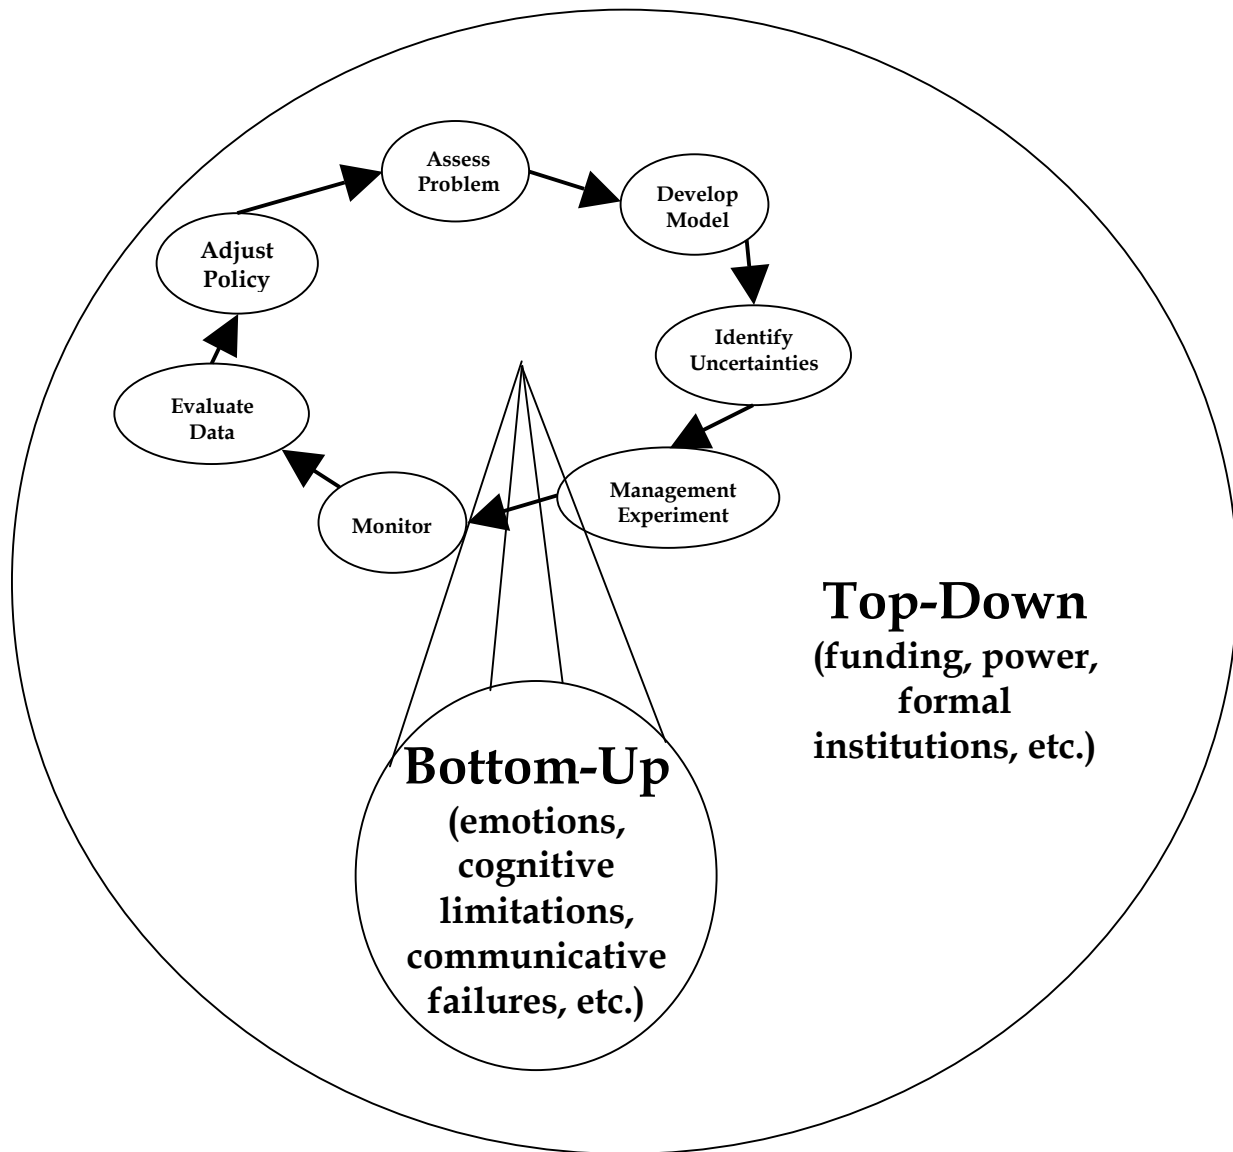 Assess
Problem
Develop
Model
Identify
Uncertainties
Management
Experiment
Monitor
Evaluate
Data
Adjust
Policy
Top-Down
(funding, power,
formal
institutions, etc.)
Bottom-Up
(emotions,
cognitive
limitations,
communicative
failures, etc.)